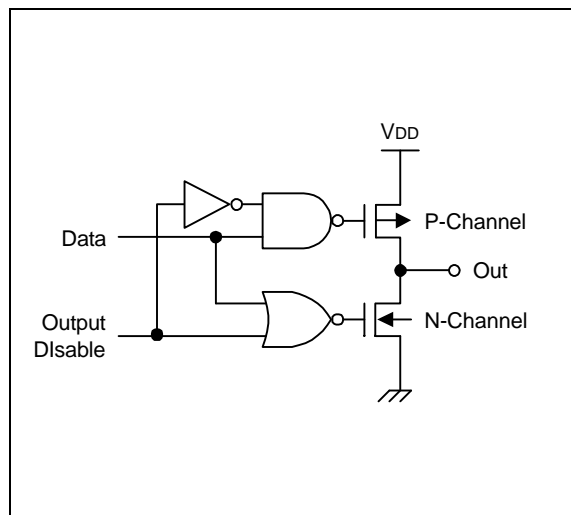 VDD
P-Channel
Data
Out
Output
DIsable
N-Channel